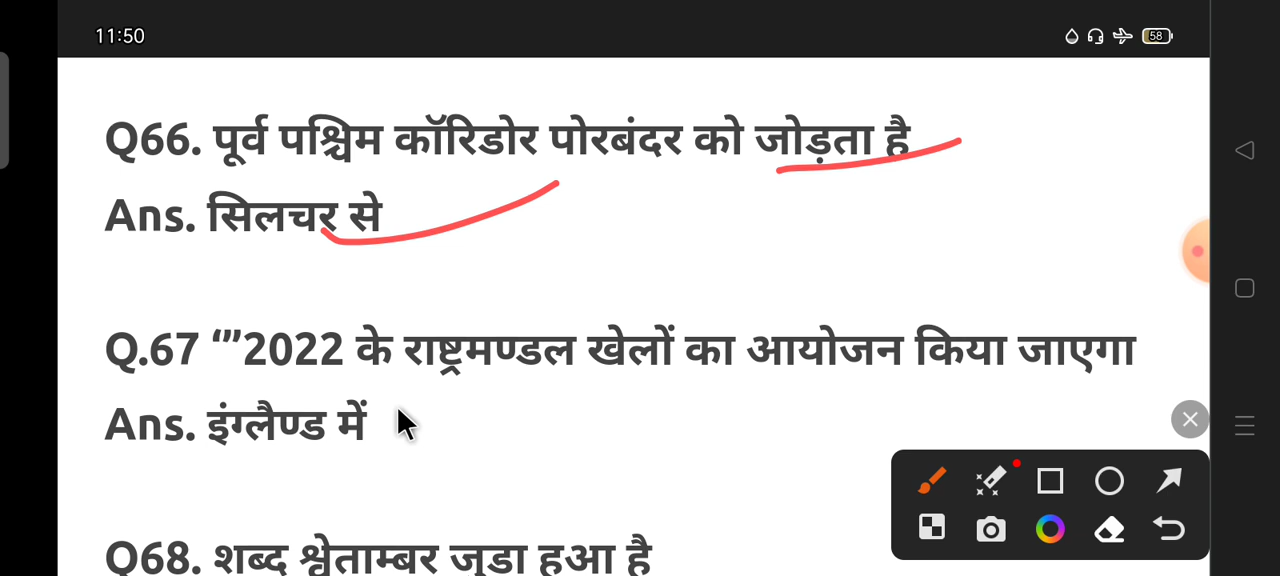 11:50
58
Q66. पूर्व पश्चिम कॉरिडोर पोरबंदर को जोड़ता है
Ans. सिलचर से
Q.67 “’”2022 के राष्ट्रमण्डल खेलों का आयोजन किया जाएगा
Ans. इंग्लैण्ड में
Q68. शब्द श्वेताम्बर जुड़ा हुआ है